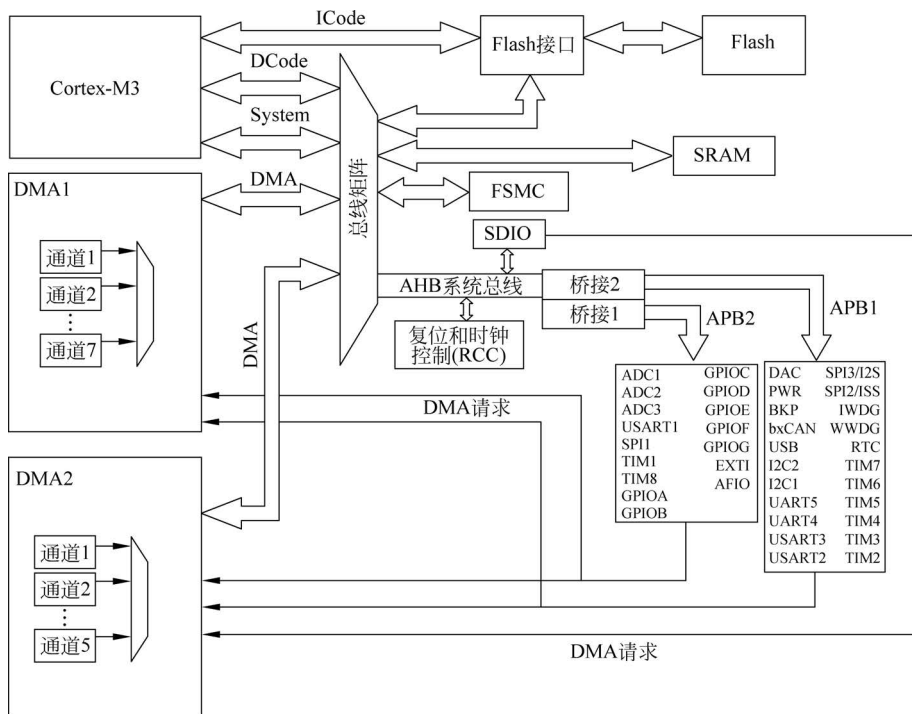 ICode
Cortex-M3
DCode
System
Flash接口
Flash
SRAM
FSMC
总线矩阵
DMA1
DMA
通道1
通道2
⋮
通道7
SDIO
AHB系统总线
桥接2
桥接1
复位和时钟
控制(RCC)
APB2
APB1
DMA
DMA请求
ADC1 GPIOC
ADC2 GPIOD
ADC3 GPIOE
USART1 GPIOF
SPI1 GPIOG
TIM1 EXTI
TIM8 AFIO
GPIOA
GPIOB
DAC SPI3/I2S
PWR SPI2/ISS
BKP IWDG
bxCAN WWDG
USB RTC
I2C2 TIM7
I2C1 TIM6
UART5 TIM5
UART4 TIM4
USART3 TIM3
USART2 TIM2
DMA2
通道1
通道2
⋮
通道5
DMA请求